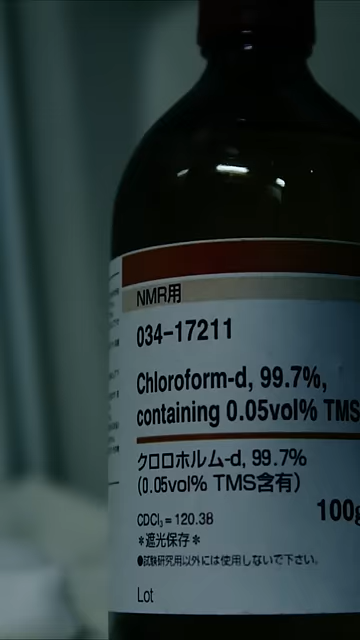 NMR用
034-17211
Chloroform-d, 99.7%,
containing 0.05vol% TMS
クロロホルム-d, 99.7%
(0.05vol% TMS含有)
100g
CDCl₃ = 120.38
*遮光保存*
●試験研究用以外には使用しないで下さい。
Lot